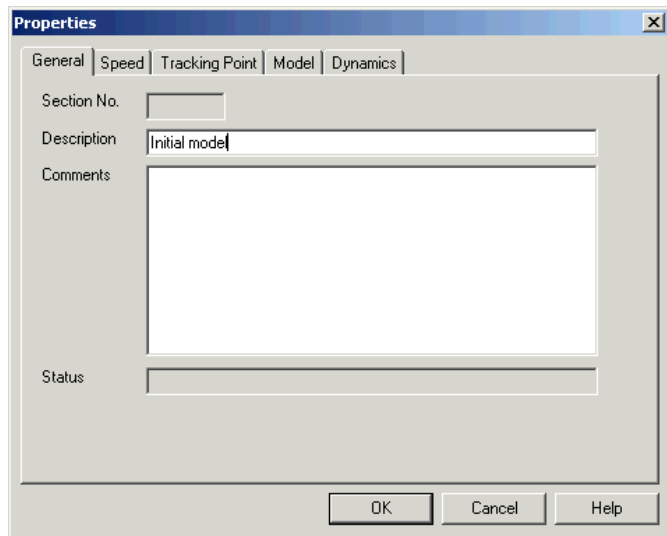 Properties
General Speed Tracking Point Model Dynamics
Section No.
Description Initial model
Comments
Status
OK Cancel Help